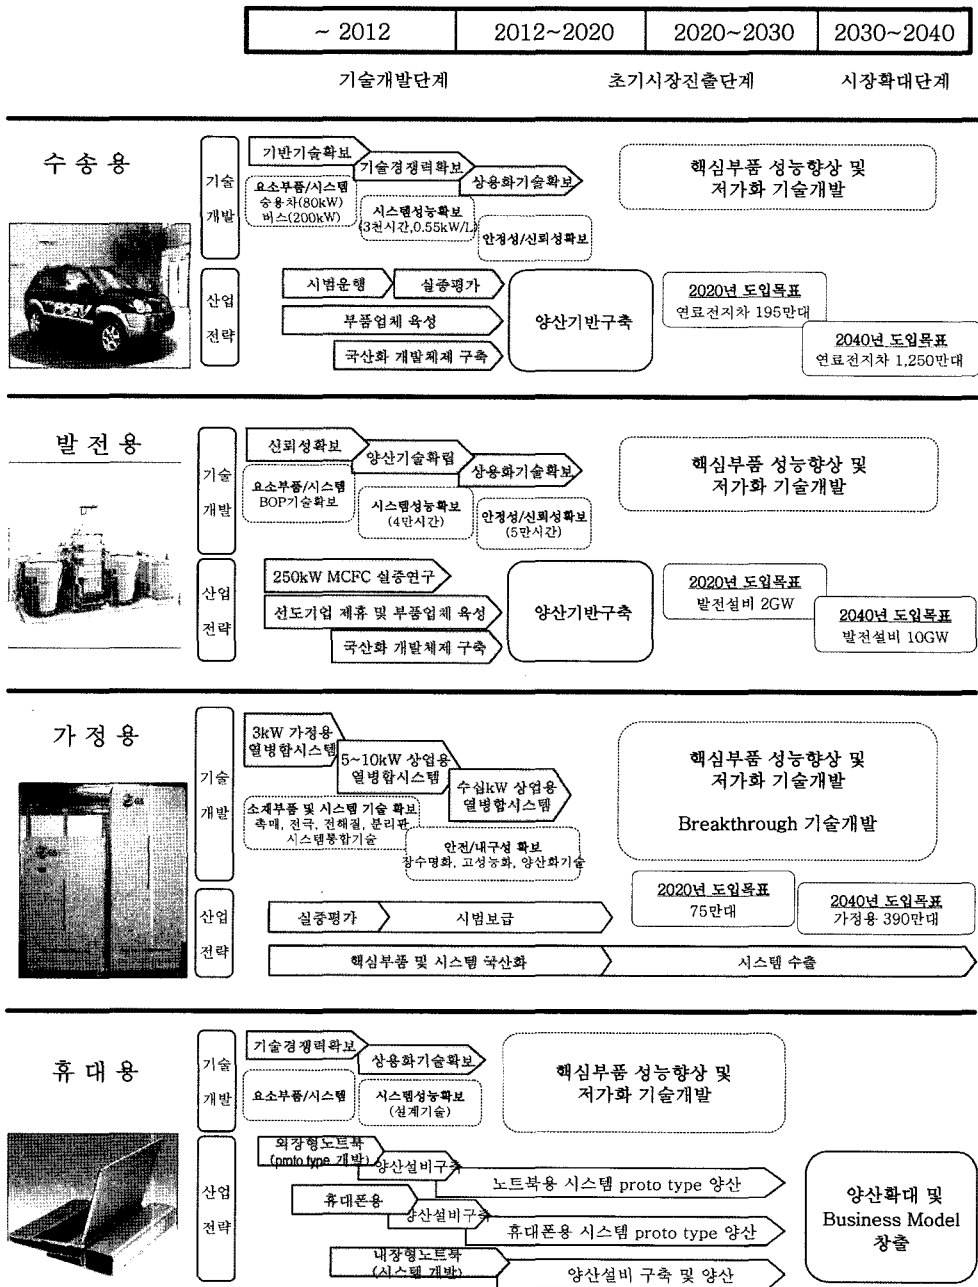 ~ 2012
2012~2020
2020~2030
2030~2040
기술개발단계
초기시장진출단계
시장확대단계
수 송 용
기술
개발
기반기술확보
기술경쟁력확보
상용화기술확보
요소부품/시스템
승용차(80kW)
버스(200kW)
시스템성능확보
(3천시간,0.55kW/L)
안정성/신뢰성확보
핵심부품 성능향상 및
저가화 기술개발
산업
전략
시범운행
실증평가
부품업체 육성
국산화 개발체제 구축
양산기반구축
2020년 도입목표
연료전지차 195만대
2040년 도입목표
연료전지차 1,250만대
발 전 용
기술
개발
신뢰성확보
양산기술확립
상용화기술확보
요소부품/시스템
BOP기술확보
시스템성능확보
(4만시간)
안정성/신뢰성확보
(5만시간)
핵심부품 성능향상 및
저가화 기술개발
산업
전략
250kW MCFC 실증연구
선도기업 제휴 및 부품업체 육성
국산화 개발체제 구축
양산기반구축
2020년 도입목표
발전설비 2GW
2040년 도입목표
발전설비 10GW
가 정 용
기술
개발
3kW 가정용
열병합시스템
5~10kW 상업용
열병합시스템
수십kW 상업용
열병합시스템
소재부품 및 시스템 기술 확보
촉매, 전극, 전해질, 분리판
시스템통합기술
안전/내구성 확보
장수명화, 고성능화, 양산화기술
핵심부품 성능향상 및
저가화 기술개발
Breakthrough 기술개발
산업
전략
실증평가
시범보급
2020년 도입목표
75만대
2040년 도입목표
가정용 390만대
핵심부품 및 시스템 국산화
시스템 수출
휴 대 용
기술
개발
기술경쟁력확보
상용화기술확보
요소부품/시스템
시스템성능확보
(설계기술)
핵심부품 성능향상 및
저가화 기술개발
산업
전략
외장형노트북
(proto type 개발)
양산설비구축
노트북용 시스템 proto type 양산
휴대폰용
양산설비구축
휴대폰용 시스템 proto type 양산
내장형노트북
(시스템 개발)
양산설비 구축 및 양산
양산확대 및
Business Model
창출